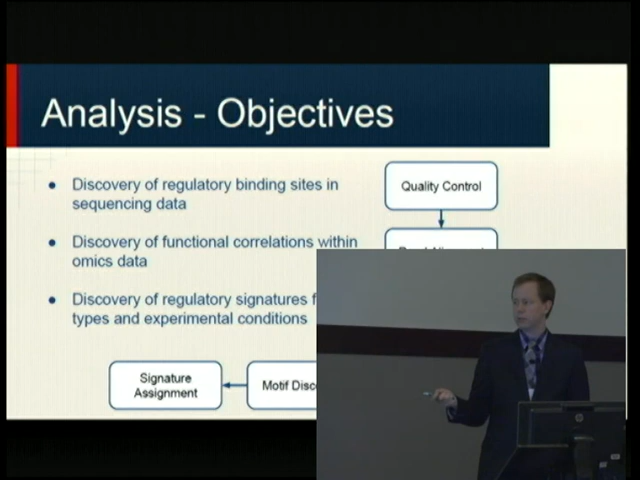 Analysis - Objectives
● Discovery of regulatory binding sites in
sequencing data
● Discovery of functional correlations within
omics data
● Discovery of regulatory signatures
types and experimental conditions
Quality Control
Signature
Assignment
Motif